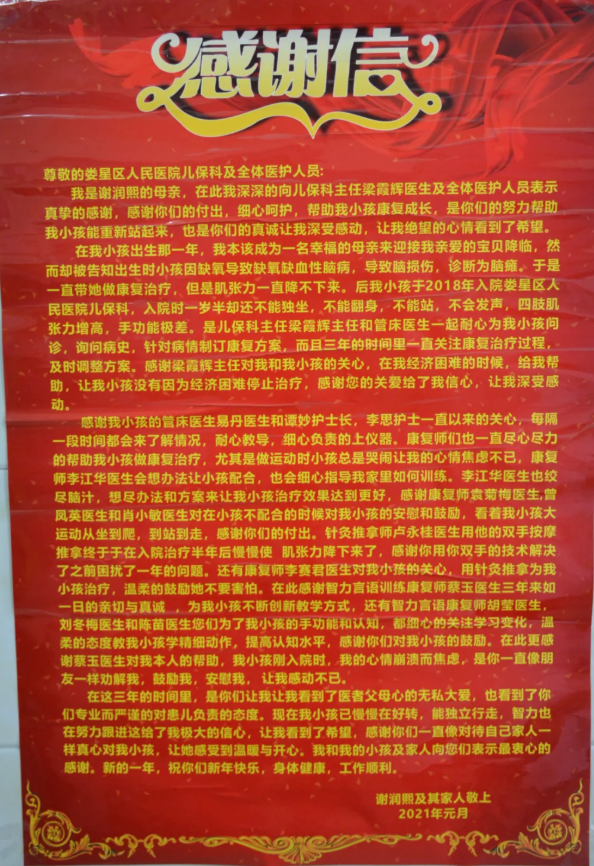 感谢信
尊敬的娄星区人民医院儿保科及全体医护人员:
我是谢润熙的母亲，在此我深深的向儿保科主任梁霞辉医生及全体医护人员表示
真挚的感谢，感谢你们的付出，细心呵护，帮助我小孩康复成长，是你们的努力帮助
我小孩能重新站起来，也是你们的真诚让我深受感动，让我绝望的心情看到了希望。
在我小孩出生那一年，我本该成为一名幸福的母亲来迎接我亲爱的宝贝降临，然
而却被告知出生时小孩因缺氧导致缺氧缺血性脑病，导致脑损伤，诊断为脑瘫。于是
一直带她做康复治疗，但是肌张力一直降不下来。后我小孩于2018年入院娄星区人
民医院儿保科，入院时一岁半却还不能独坐，不能翻身，不能站，不会发声，四肢肌
张力增高，手功能极差。是儿保科主任梁霞辉主任和管床医生一起耐心为我小孩问
诊，询问病史，针对病情制订康复方案，而且三年的时间里一直关注康复治疗过程，
及时调整方案。感谢梁霞辉主任对我和我小孩的关心，在我经济困难的时候，给我帮
助，让我小孩没有因为经济困难停止治疗，感谢您的关爱给了我信心，让我深受感
动。
感谢我小孩的管床医生易丹医生和谭妙护士长，李思护士一直以来的关心，每隔
一段时间都会来了解情况，耐心教导，细心负责的上仪器。康复师们也一直尽心尽力
的帮助我小孩做康复治疗，尤其是做运动时小孩总是哭闹让我的心情焦虑不已，康复
师李江华医生会想办法让小孩配合，也会细心指导我家里如何训练。李江华医生也绞
尽脑汁，想尽办法和方案来让我小孩治疗效果达到更好，感谢康复师袁菊梅医生,曾
凤英医生和肖小敏医生对在小孩不配合的时候对我小孩的安慰和鼓励，看着我小孩大
运动从坐到爬，到站到走，感谢你们的付出。针灸推拿师卢永桂医生用他的双手按摩
推拿终于于在入院治疗半年后慢慢使 肌张力降下来了，感谢你用你双手的技术解决
了之前困扰了一年的问题。还有康复师李赛君医生对我小孩的关心，用针灸推拿为我
小孩治疗，温柔的鼓励她不要害怕。在此感谢智力言语训练康复师蔡玉医生三年来如
一日的亲切与真诚 ，为我小孩不断创新教学方式，还有智力言语康复师胡莹医生，
刘冬梅医生和陈苗医生您们为了我小孩的手功能和认知，都细心的关注学习变化，温
柔的态度教我小孩学精细动作，提高认知水平，感谢你们对我小孩的鼓励。在此更感
谢蔡玉医生对我本人的帮助，我小孩刚入院时，我的心情崩溃而焦虑，是你一直像朋
友一样劝解我，鼓励我，安慰我，让我感动不已。
在这三年的时间里，是你们让我让我看到了医者父母心的无私大爱，也看到了你
们专业而严谨的对患儿负责的态度。现在我小孩已慢慢在好转，能独立行走，智力也
在努力跟进这给了我极大的信心，让我看到了希望，感谢你们一直像对待自己家人一
样真心对我小孩，让她感受到温暖与开心。我和我的小孩及家人向您们表示最衷心的
感谢。新的一年，祝你们新年快乐，身体健康，工作顺利。
谢润熙及其家人敬上
2021年元月